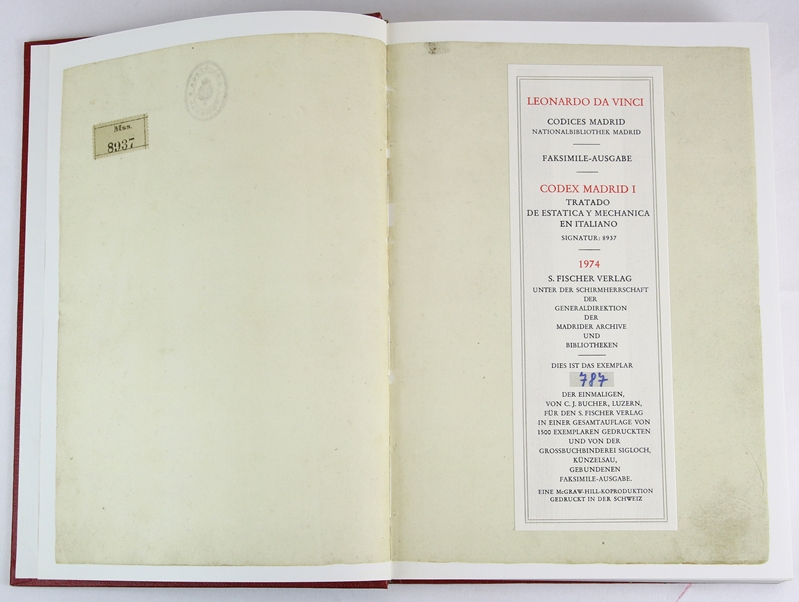 Mss.
8937
LEONARDO DA VINCI
CODICES MADRID
NATIONALBIBLIOTHEK MADRID
FAKSIMILE-AUSGABE
CODEX MADRID I
TRATADO
DE ESTATICA Y MECHANICA
EN ITALIANO
SIGNATUR: 8937
1974
S. FISCHER VERLAG
UNTER DER SCHIRMHERRSCHAFT
DER
GENERALDIREKTION
DER
MADRIDER ARCHIVE
UND
BIBLIOTHEKEN
DIES IST DAS EXEMPLAR
787
DER EINMALIGEN,
VON C. J. BUCHER, LUZERN,
FÜR DEN S. FISCHER VERLAG
IN EINER GESAMTAUFLAGE VON
1500 EXEMPLAREN GEDRUCKTEN
UND VON DER
GROSSBUCHBINDEREI SIGLOCH,
KÜNZELSAU,
GEBUNDENEN
FAKSIMILE-AUSGABE.
EINE McGRAW-HILL-KOPRODUKTION
GEDRUCKT IN DER SCHWEIZ